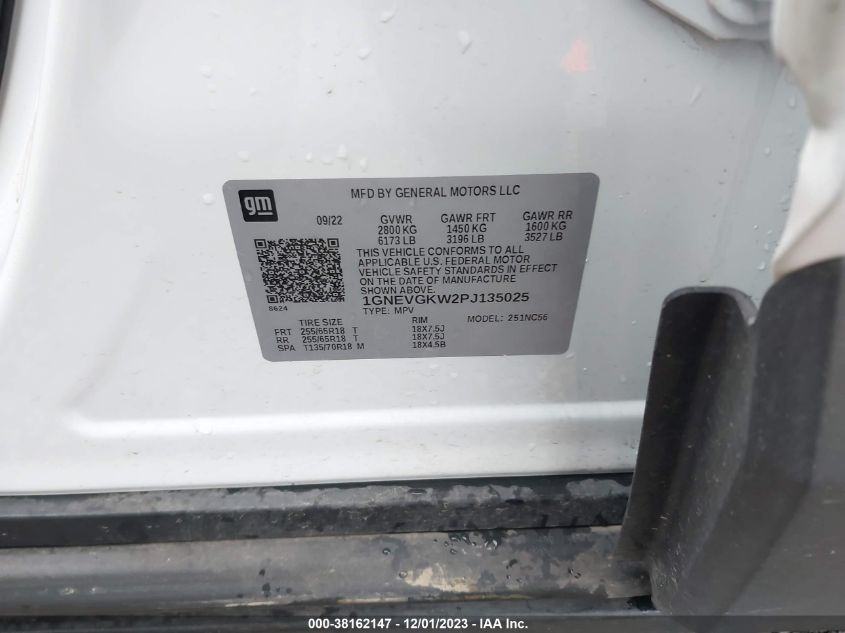 gm
MFD BY GENERAL MOTORS LLC
09/22 GVWR GAWR FRT GAWR RR
2800 KG 1450 KG 1600 KG
6173 LB 3196 LB 3527 LB
THIS VEHICLE CONFORMS TO ALL
APPLICABLE U.S. FEDERAL MOTOR
VEHICLE SAFETY STANDARDS IN EFFECT
ON THE DATE OF MANUFACTURE
SHOWN ABOVE.
8624
1GNEVGKW2PJ135025
TYPE: MPV MODEL: 251NC56
TIRE SIZE RIM
FRT 255/65R18 T 18X7.5J
RR 255/65R18 T 18X7.5J
SPA T135/70R18 M 18X4.5B
000-38162147 - 12/01/2023 - IAA Inc.